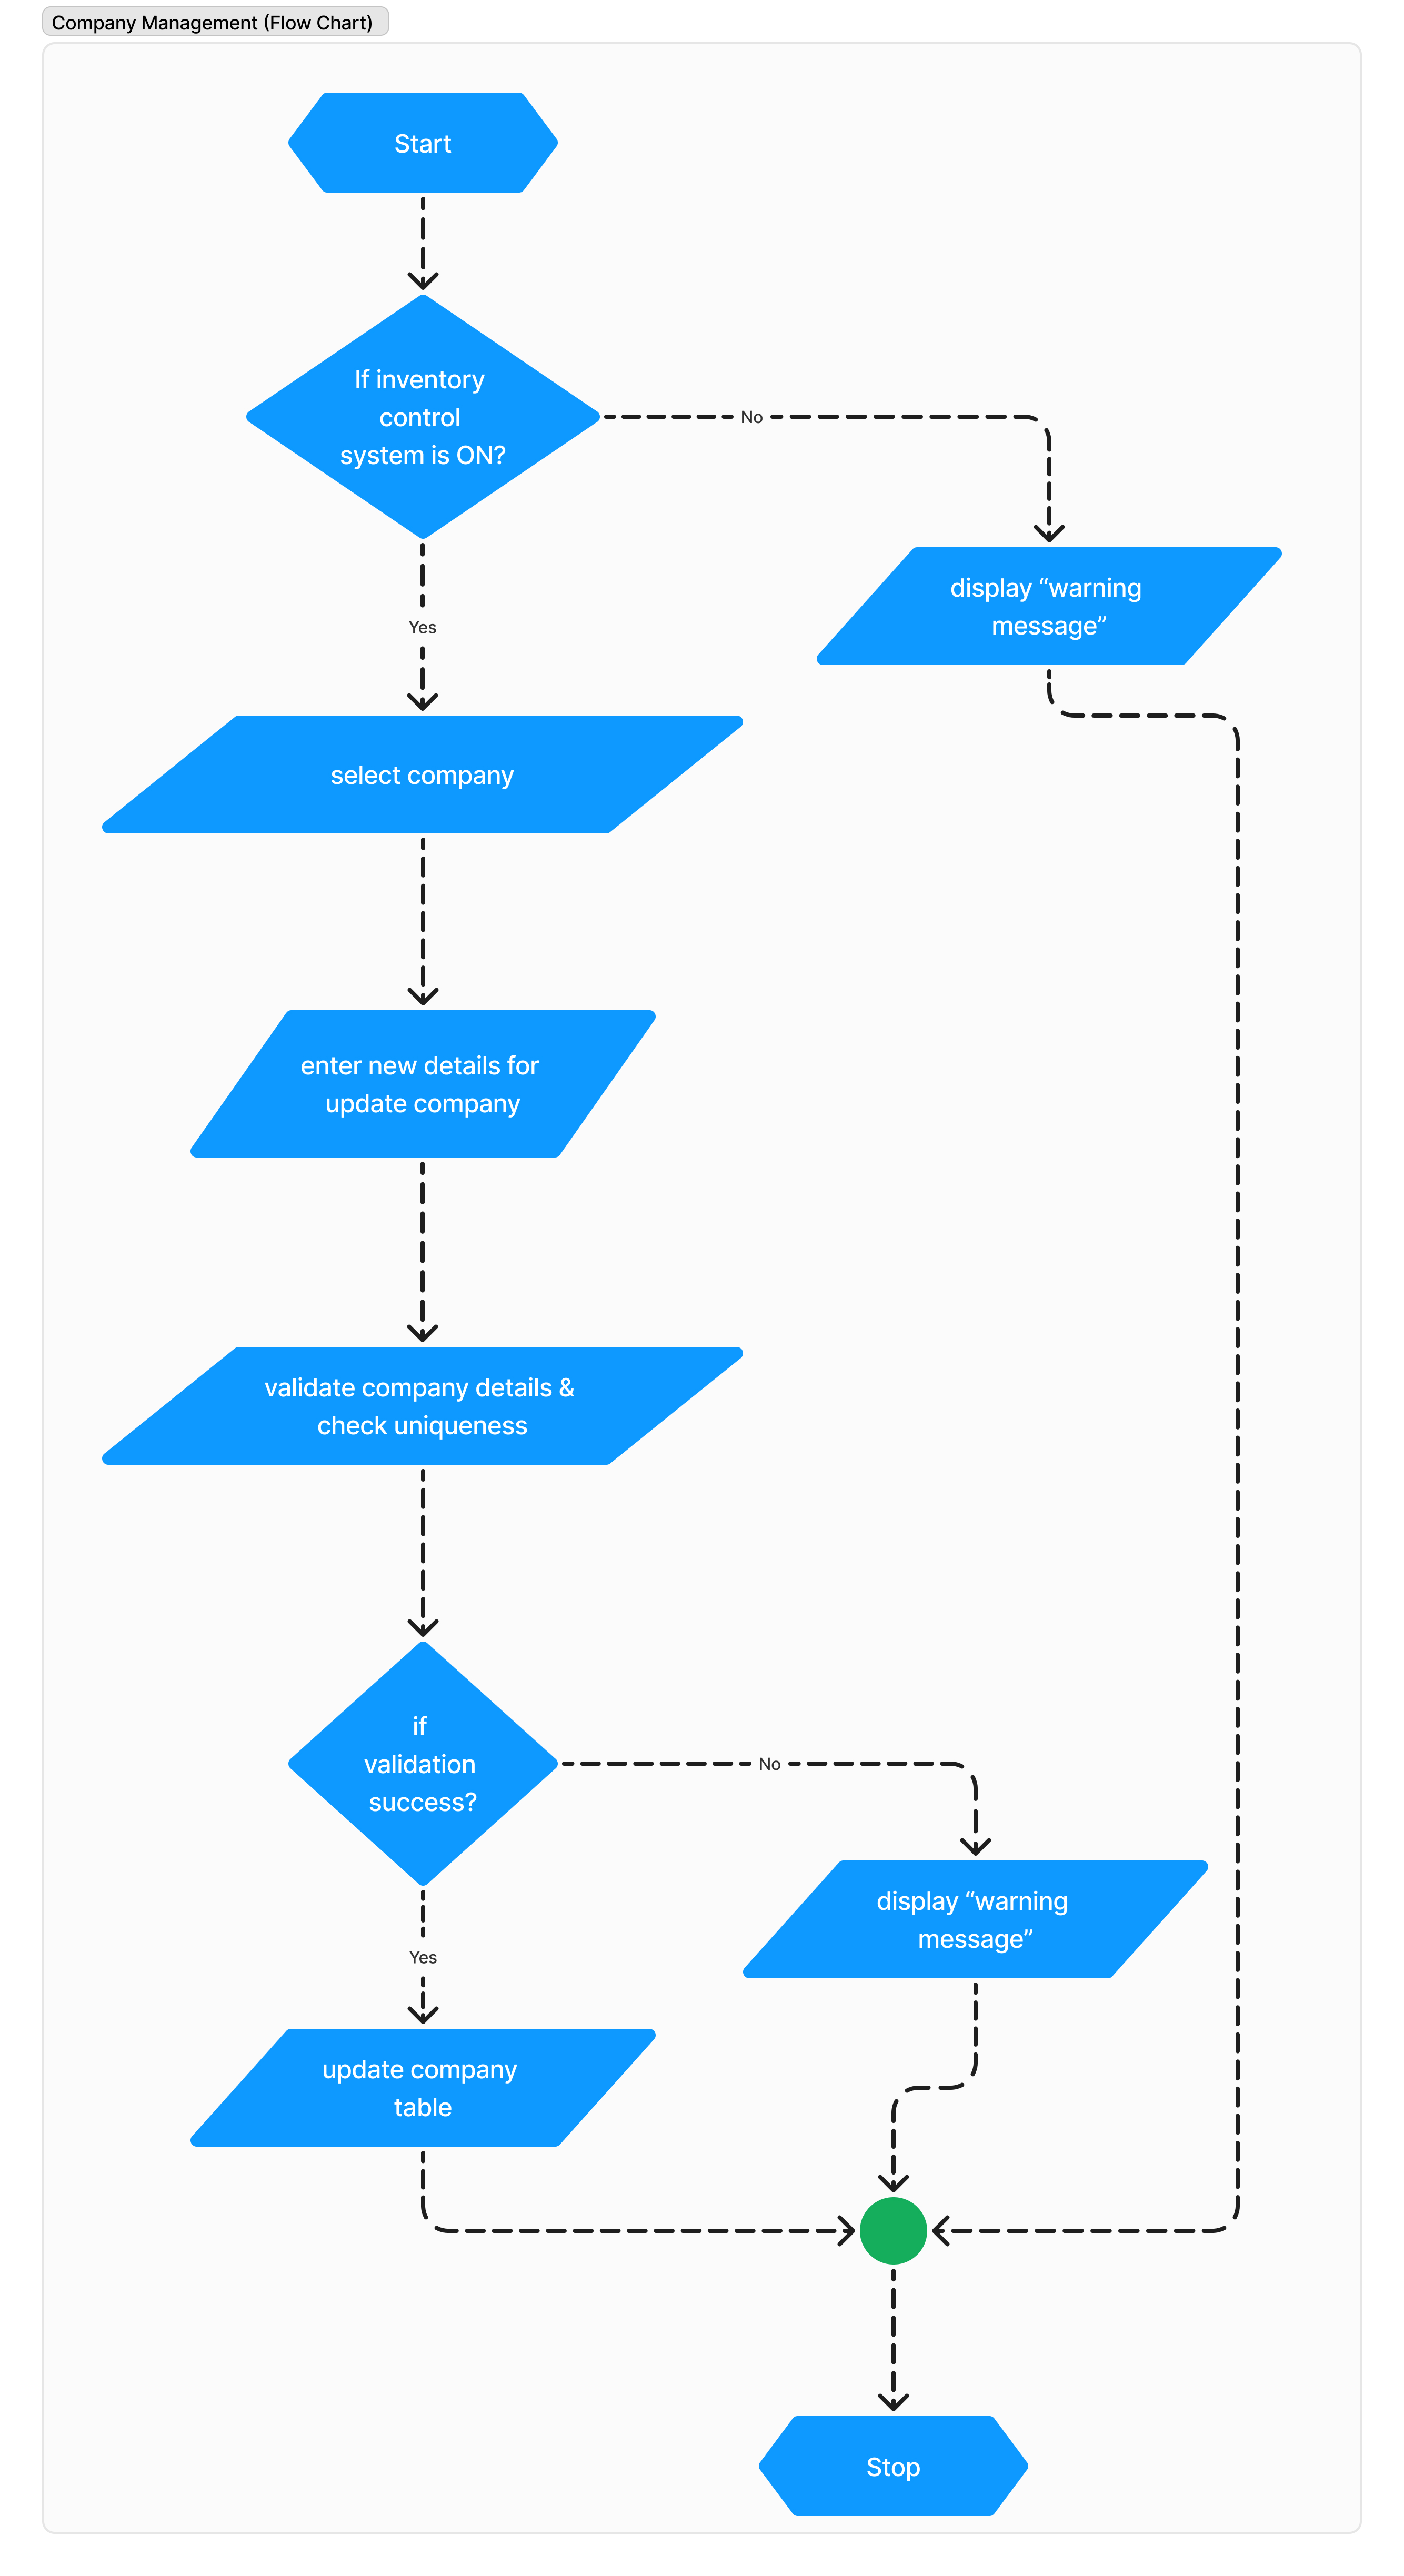 Company Management (Flow Chart)
Start
If inventory
control
system is ON?
No
display “warning
message”
Yes
select company
enter new details for
update company
validate company details &
check uniqueness
if
validation
success?
No
display “warning
message”
Yes
update company
table
Stop